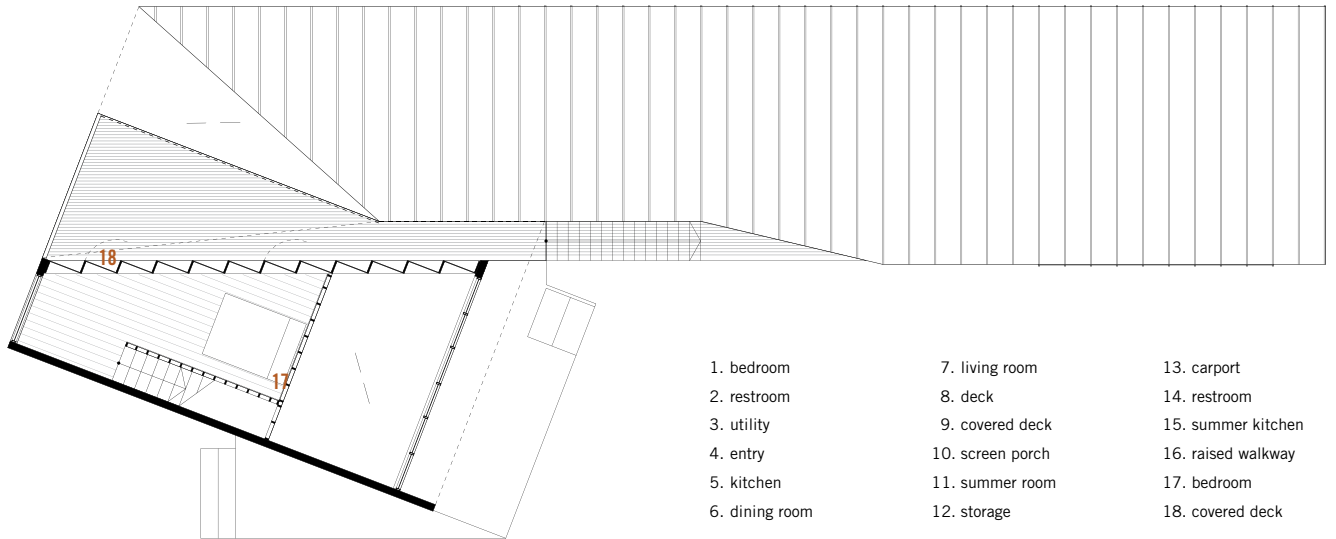 18
17
1. bedroom
2. restroom
3. utility
4. entry
5. kitchen
6. dining room
7. living room
8. deck
9. covered deck
10. screen porch
11. summer room
12. storage
13. carport
14. restroom
15. summer kitchen
16. raised walkway
17. bedroom
18. covered deck